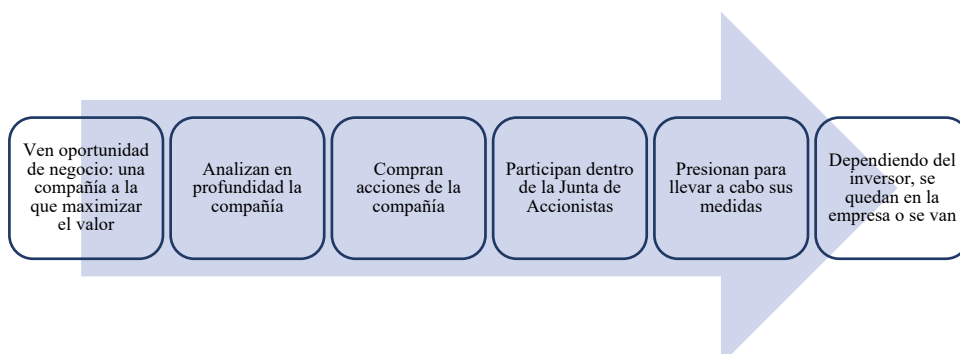 Ven oportunidad
de negocio: una
compañía a la
que maximizar
el valor
Analizan en
profundidad la
compañía
Compran
acciones de la
compañía
Participan dentro
de la Junta de
Accionistas
Presionan para
llevar a cabo sus
medidas
Dependiendo del
inversor, se
quedan en la
empresa o se van